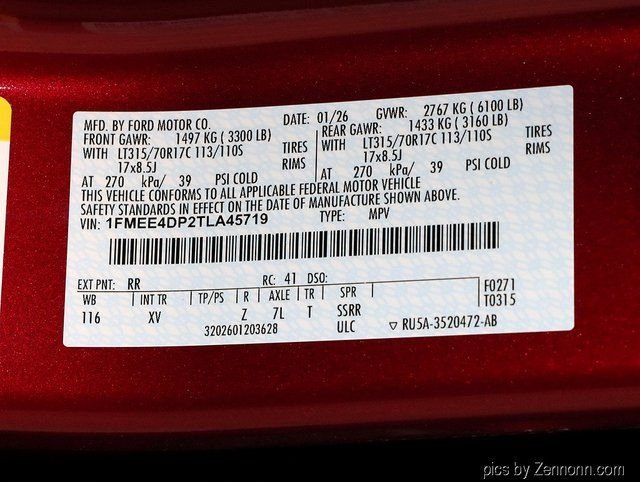 MFD. BY FORD MOTOR CO. DATE: 01/26 GVWR: 2767 KG ( 6100 LB)
FRONT GAWR: 1497 KG ( 3300 LB) REAR GAWR: 1433 KG ( 3160 LB)
WITH LT315/70R17C 113/110S TIRES WITH LT315/70R17C 113/110S TIRES
17x8.5J RIMS 17x8.5J RIMS
AT 270 kPa/ 39 PSI COLD AT 270 kPa/ 39 PSI COLD
THIS VEHICLE CONFORMS TO ALL APPLICABLE FEDERAL MOTOR VEHICLE
SAFETY STANDARDS IN EFFECT ON THE DATE OF MANUFACTURE SHOWN ABOVE.
VIN: 1FMEE4DP2TLA45719 TYPE: MPV
EXT PNT: RR RC: 41 DSO: F0271
WB INT TR TP/PS R AXLE TR SPR T0315
116 XV Z 7L T SSRR
3202601203628 ULC ▽ RU5A-3520472-AB
pics by Zennonn.com